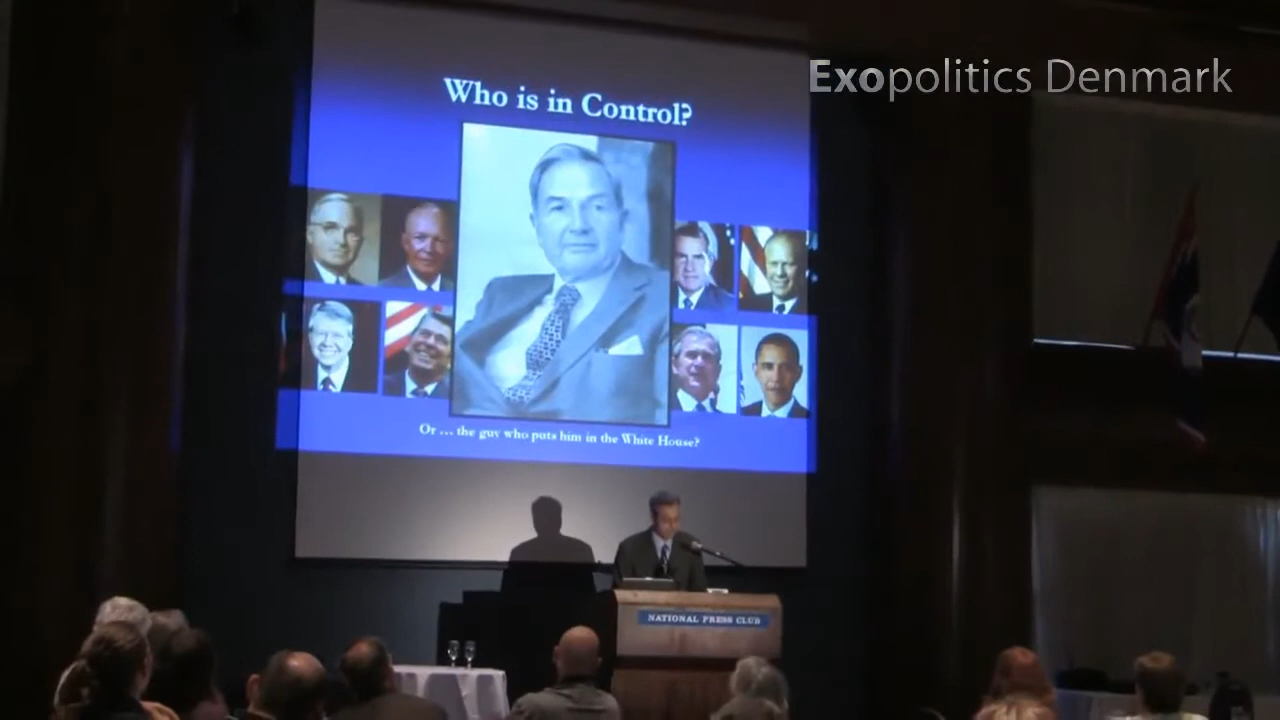 Exopolitics Denmark
Who is in Control?
Or ... the guy who puts him in the White House?
NATIONAL PRESS CLUB